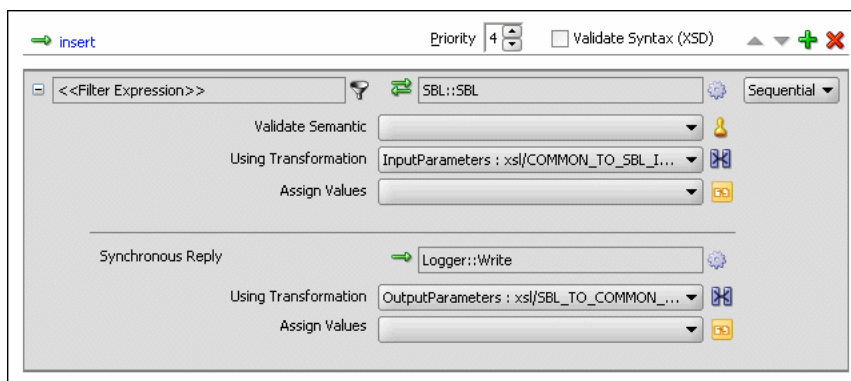 insert Priority 4 Validate Syntax (XSD)
<<Filter Expression>> SBL::SBL Sequential
Validate Semantic
Using Transformation InputParameters : xsl/COMMON_TO_SBL_I...
Assign Values
Synchronous Reply Logger::Write
Using Transformation OutputParameters : xsl/SBL_TO_COMMON_...
Assign Values